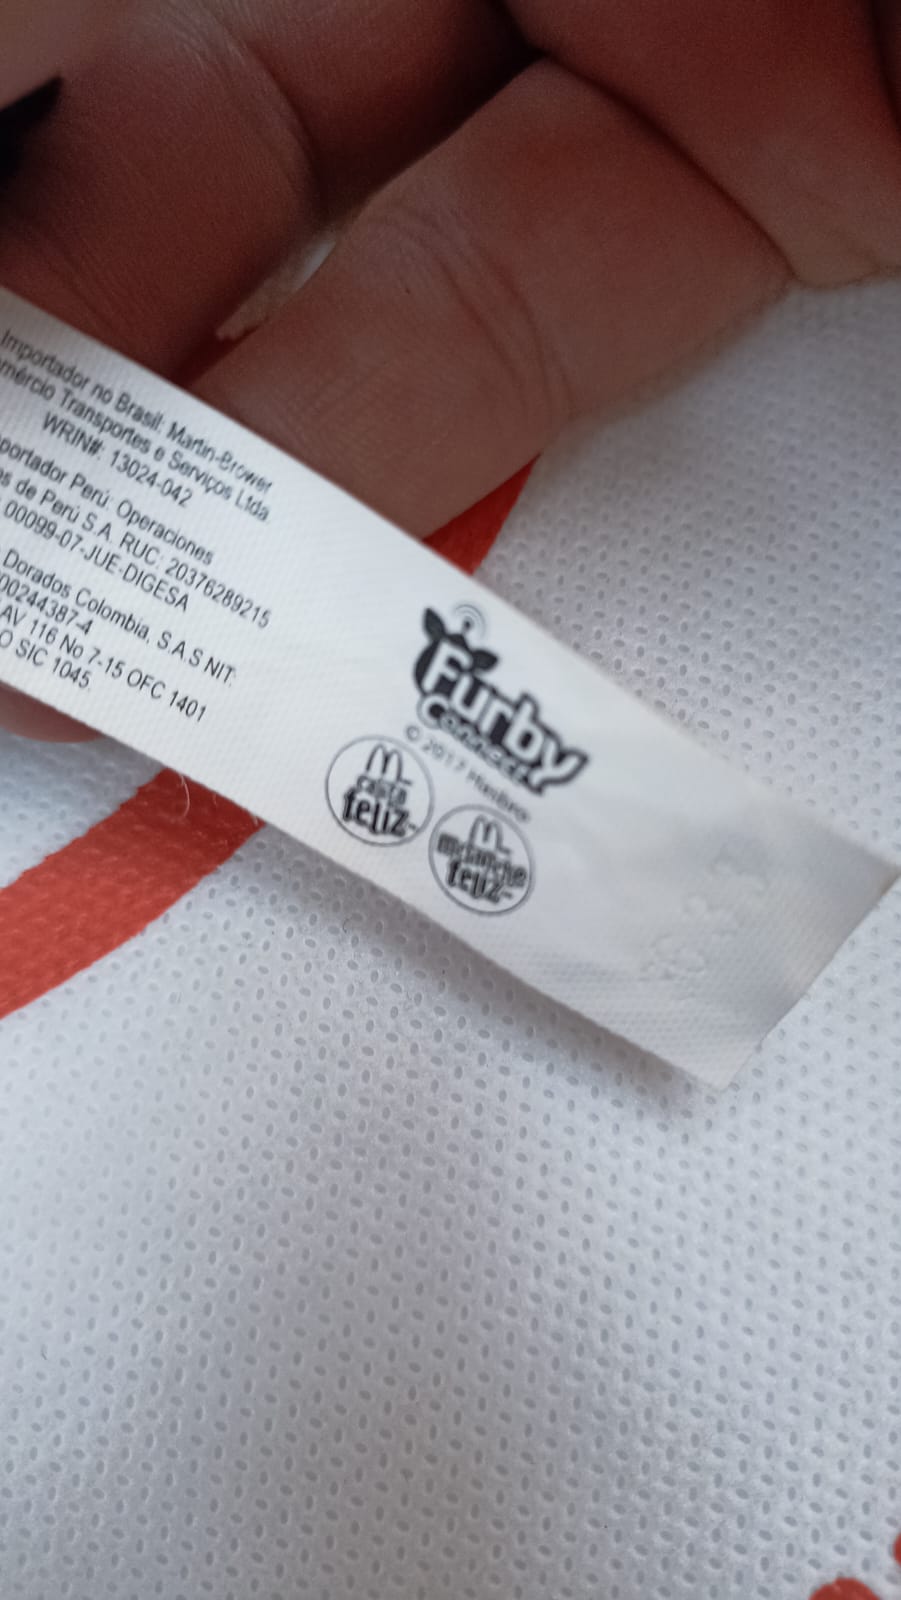 Importador no Brasil: Martin-Brower
Comércio Transportes e Serviços Ltda.
WRIN#: 13024-042
portador Perú: Operaciones
s de Perú S.A. RUC: 20376289215
00099-07-JUE-DIGESA
Dorados Colombia, S.A.S NIT:
00244387-4
AV 116 No 7-15 OFC 1401
O SIC 1045.
Furby
Connect
© 2017 Hasbro
cajita
feliz
mclanche
feliz